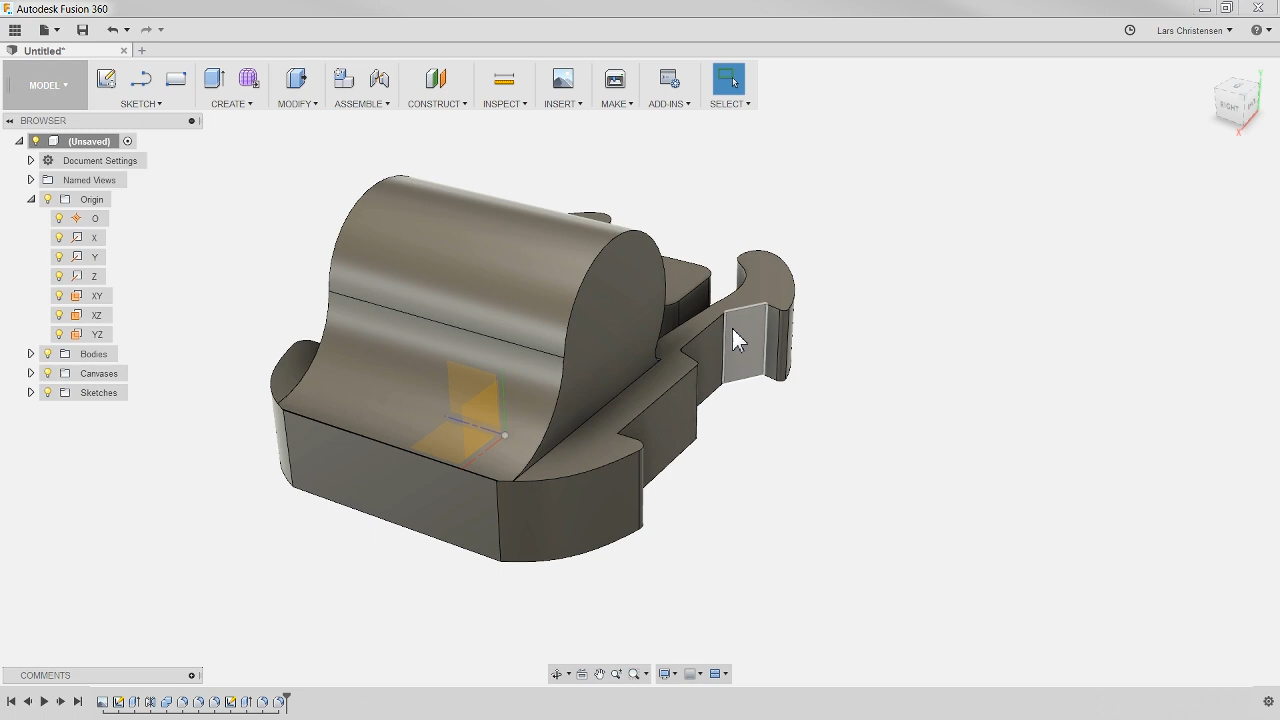 Autodesk Fusion 360
Lars Christensen
Untitled*
MODEL
SKETCH
CREATE
MODIFY
ASSEMBLE
CONSTRUCT
INSPECT
INSERT
MAKE
ADD-INS
SELECT
BROWSER
(Unsaved)
Document Settings
Named Views
Origin
O
X
Y
Z
XY
XZ
YZ
Bodies
Canvases
Sketches
RIGHT
Y
X
COMMENTS